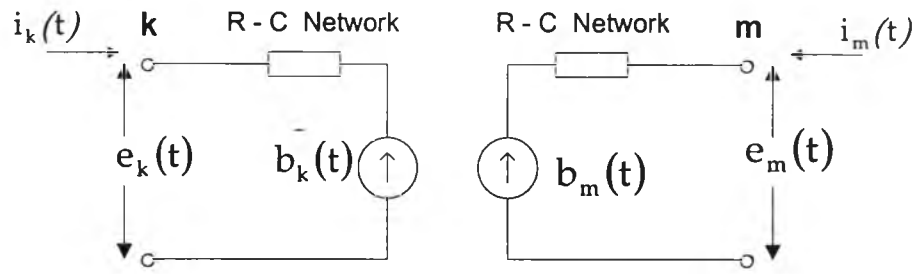 i_k(t) k R - C Network R - C Network m i_m(t)
e_k(t) b_k(t) b_m(t) e_m(t)